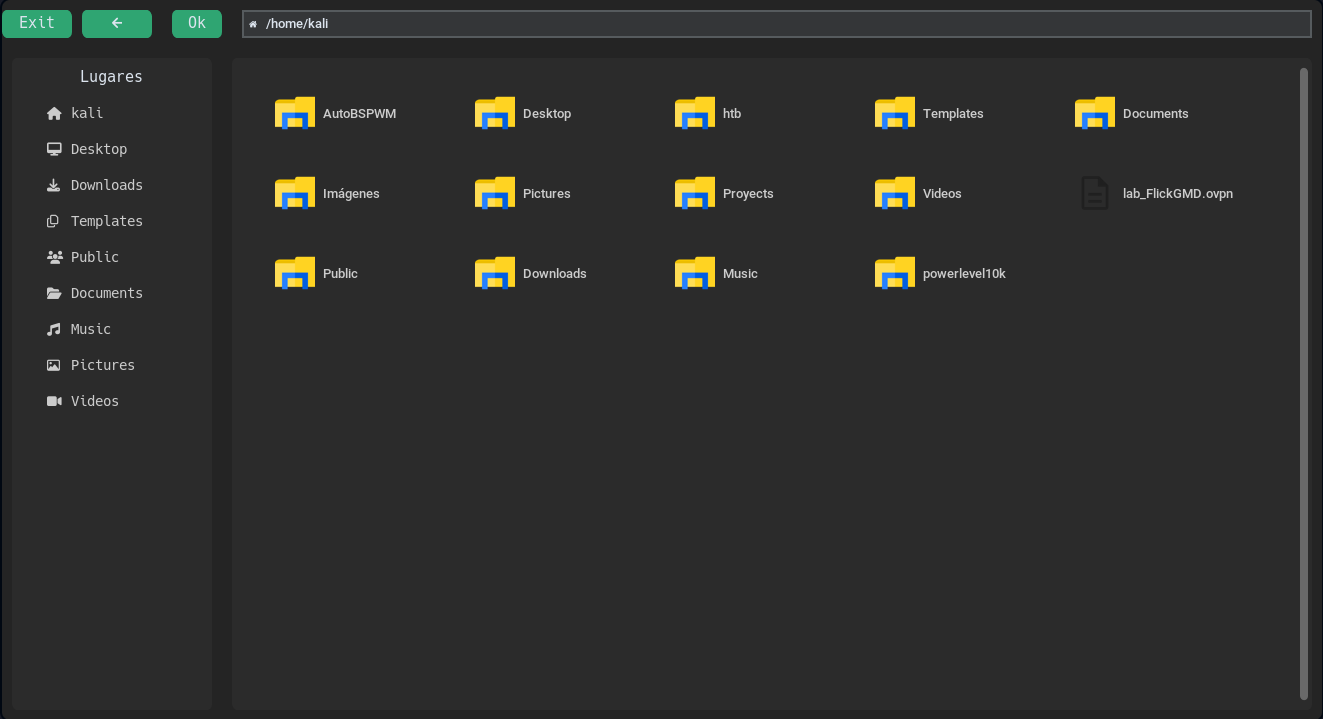 Exit
Ok
/home/kali
Lugares
kali
Desktop
Downloads
Templates
Public
Documents
Music
Pictures
Videos
AutoBSPWM
Desktop
htb
Templates
Documents
Imágenes
Pictures
Proyects
Videos
lab_FlickGMD.ovpn
Public
Downloads
Music
powerlevel10k